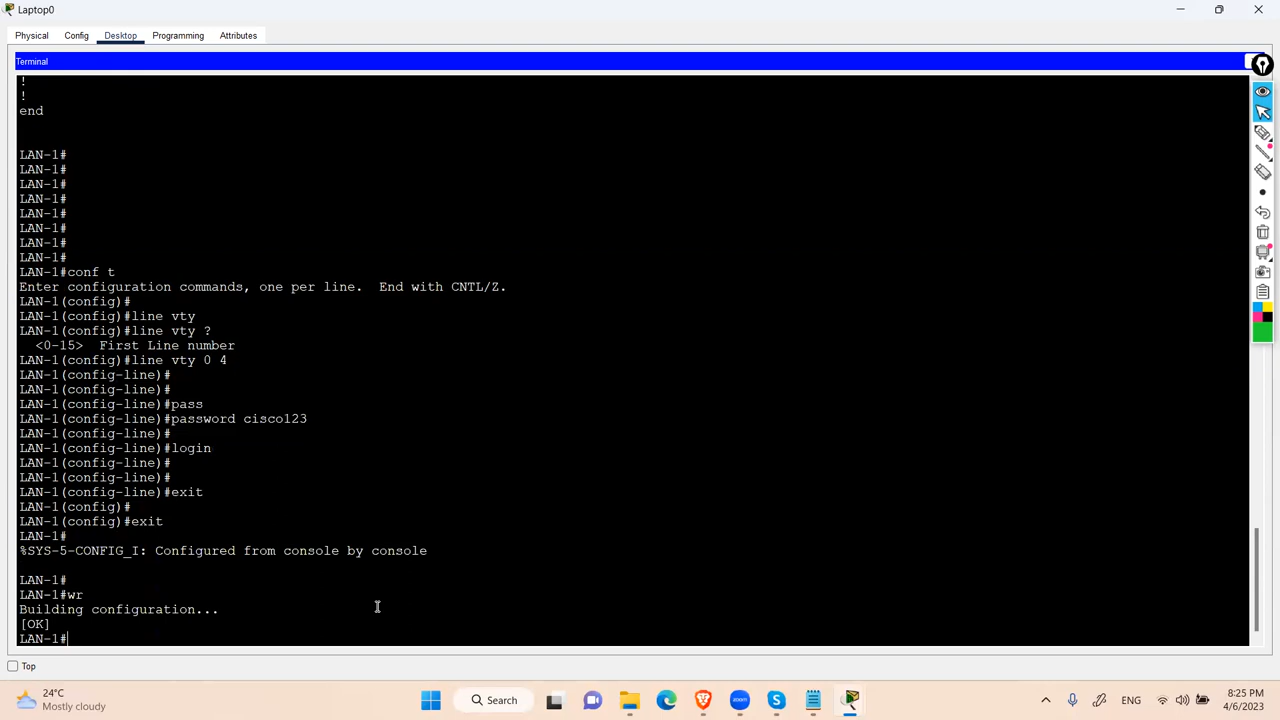 Laptop0
Physical Config Desktop Programming Attributes
Terminal
!
!
end
LAN-1#
LAN-1#
LAN-1#
LAN-1#
LAN-1#
LAN-1#
LAN-1#
LAN-1#
LAN-1#conf t
Enter configuration commands, one per line. End with CNTL/Z.
LAN-1(config)#
LAN-1(config)#line vty
LAN-1(config)#line vty ?
<0-15> First Line number
LAN-1(config)#line vty 0 4
LAN-1(config-line)#
LAN-1(config-line)#
LAN-1(config-line)#pass
LAN-1(config-line)#password cisco123
LAN-1(config-line)#
LAN-1(config-line)#login
LAN-1(config-line)#
LAN-1(config-line)#
LAN-1(config-line)#exit
LAN-1(config)#
LAN-1(config)#exit
LAN-1#
%SYS-5-CONFIG_I: Configured from console by console
LAN-1#
LAN-1#wr
Building configuration...
[OK]
LAN-1#
Top
24°C
Mostly cloudy
Search
zoom
ENG
8:25 PM
4/6/2023